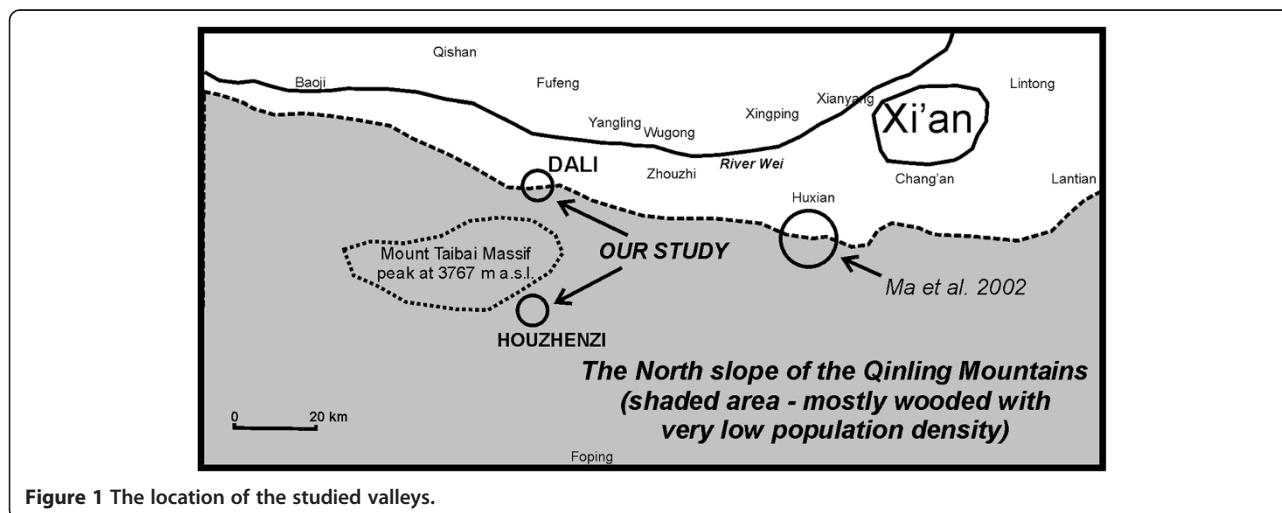 Qishan
Baoji
Fufeng
Xianyang
Lintong
Xingping
Xi'an
Yangling
Wugong
River Wei
DALI
Zhouzhi
Chang'an
Lantian
Huxian
Mount Taibai Massif
peak at 3767 m a.s.l.
OUR STUDY
Ma et al. 2002
HOUZHENZI
The North slope of the Qinling Mountains
(shaded area - mostly wooded with
very low population density)
0 20 km
Foping
Figure 1 The location of the studied valleys.